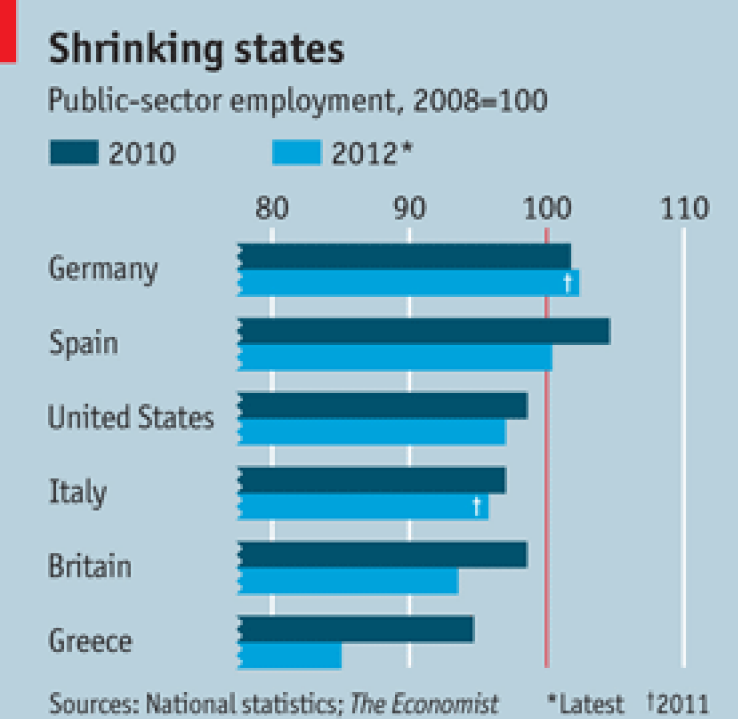 Shrinking states
Public-sector employment, 2008=100
2010 2012*
80 90 100 110
Germany †
Spain
United States
Italy †
Britain
Greece
Sources: National statistics; The Economist *Latest †2011